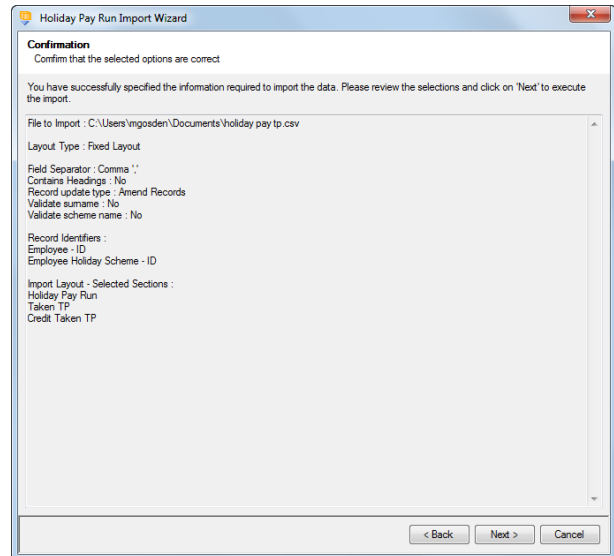 Holiday Pay Run Import Wizard
Confirmation
Comfirm that the selected options are correct
You have successfully specified the information required to import the data. Please review the selections and click on 'Next' to execute
the import.
File to Import : C:\Users\mgosden\Documents\holiday pay tp.csv
Layout Type : Fixed Layout
Field Separator : Comma ','
Contains Headings : No
Record update type : Amend Records
Validate surname : No
Validate scheme name : No
Record Identifiers :
Employee - ID
Employee Holiday Scheme - ID
Import Layout - Selected Sections :
Holiday Pay Run
Taken TP
Credit Taken TP
< Back Next > Cancel